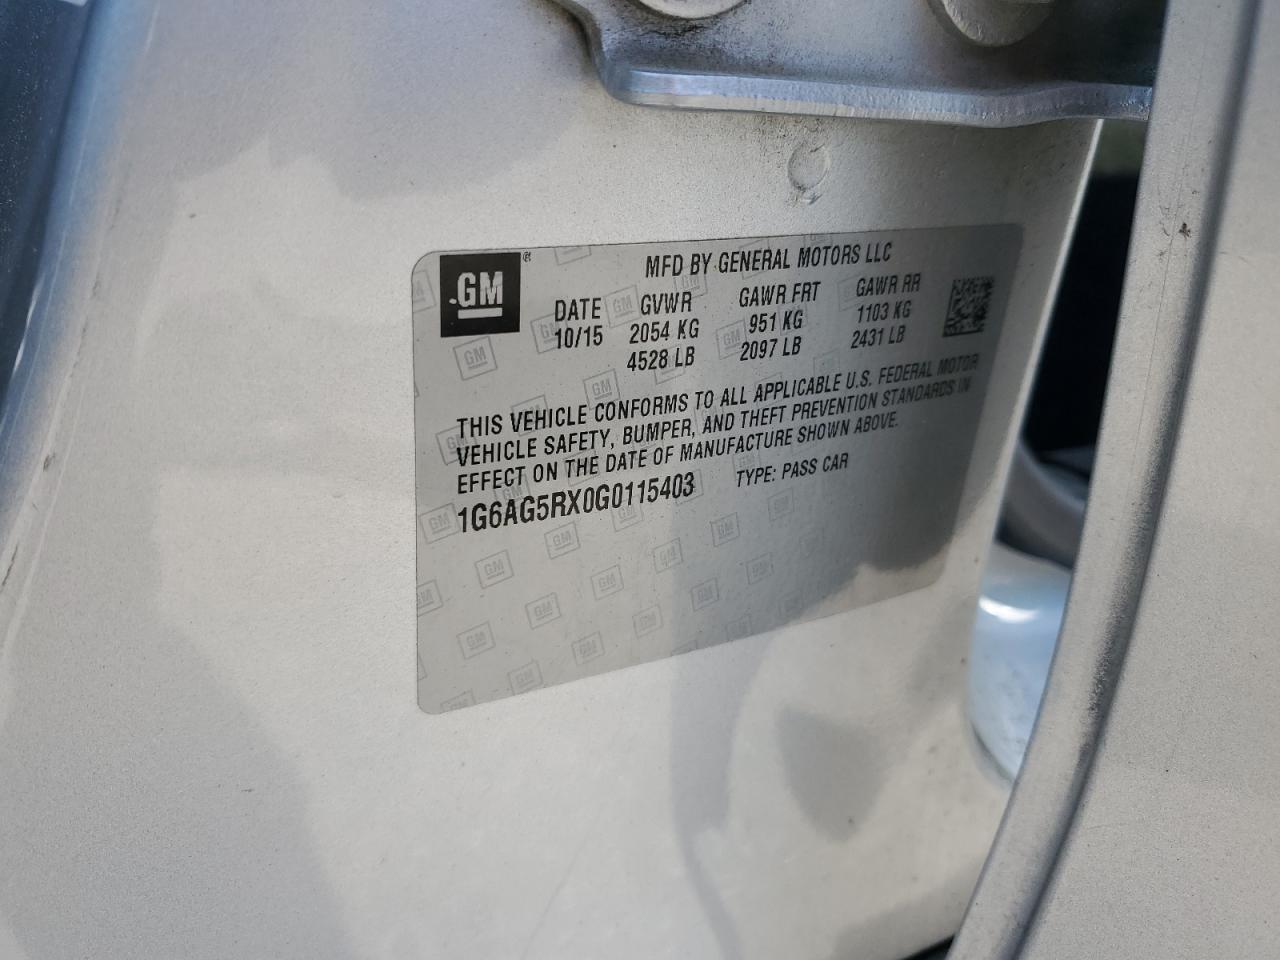 GM
MFD BY GENERAL MOTORS LLC
DATE GVWR GAWR FRT GAWR RR
10/15 2054 KG 951 KG 1103 KG
4528 LB 2097 LB 2431 LB
THIS VEHICLE CONFORMS TO ALL APPLICABLE U.S. FEDERAL MOTOR
VEHICLE SAFETY, BUMPER, AND THEFT PREVENTION STANDARDS IN
EFFECT ON THE DATE OF MANUFACTURE SHOWN ABOVE.
1G6AG5RX0G0115403 TYPE: PASS CAR